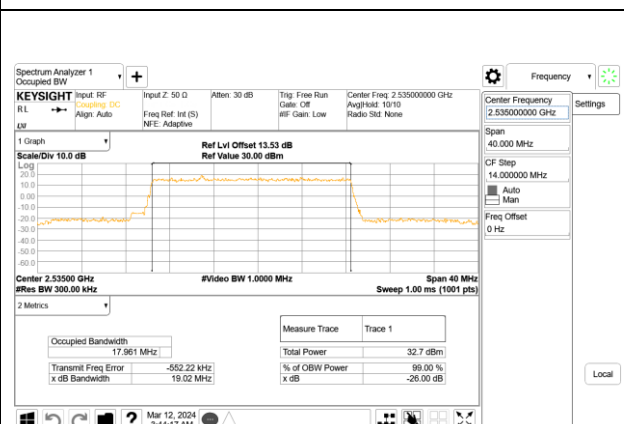 Spectrum Analyzer 1
Occupied BW
Frequency
KEYSIGHT Input: RF Input Z: 50 Ω Atten: 30 dB Trig: Free Run Center Freq: 2.535000000 GHz
RL Coupling: DC Gate: Off Avg|Hold: 10/10
Align: Auto Freq Ref: Int (S) #IF Gain: Low Radio Std: None
NFE: Adaptive
Center Frequency
2.535000000 GHz
Settings
Span
40.000 MHz
CF Step
14.000000 MHz
Auto
Man
Freq Offset
0 Hz
1 Graph
Ref Lvl Offset 13.53 dB
Scale/Div 10.0 dB Ref Value 30.00 dBm
Log
20.0
10.0
0.00
-10.0
-20.0
-30.0
-40.0
-50.0
-60.0
Center 2.53500 GHz #Video BW 1.0000 MHz Span 40 MHz
#Res BW 300.00 kHz Sweep 1.00 ms (1001 pts)
2 Metrics
Measure Trace Trace 1
Occupied Bandwidth
17.961 MHz
Total Power 32.7 dBm
Transmit Freq Error -552.22 kHz % of OBW Power 99.00 %
x dB Bandwidth 19.02 MHz x dB -26.00 dB
Local
Mar 12, 2024